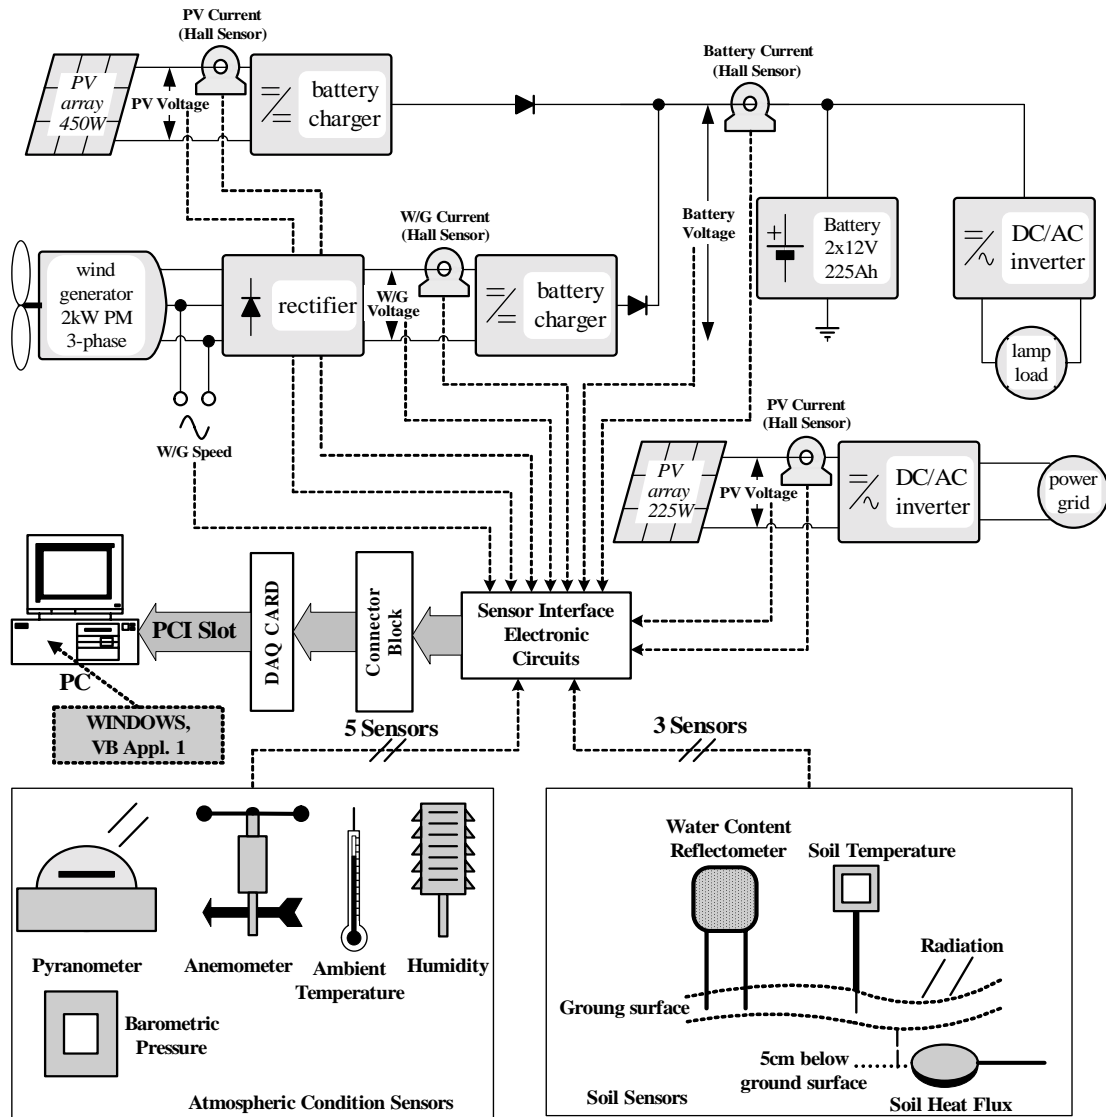 PV Current
(Hall Sensor)
PV
array
450W
PV Voltage
battery
charger
Battery Current
(Hall Sensor)
W/G Current
(Hall Sensor)
Battery
Voltage
+
Battery
2x12V
225Ah
DC/AC
inverter
wind
generator
2kW PM
3-phase
rectifier
W/G
Voltage
battery
charger
lamp
load
W/G Speed
PV Current
(Hall Sensor)
PV
array
225W
PV Voltage
DC/AC
inverter
power
grid
PCI Slot
DAQ CARD
Connector
Block
Sensor Interface
Electronic
Circuits
PC
WINDOWS,
VB Appl. 1
5 Sensors
3 Sensors
Pyranometer
Anemometer
Ambient
Temperature
Humidity
Barometric
Pressure
Atmospheric Condition Sensors
Water Content
Reflectometer
Soil Temperature
Radiation
Groung surface
5cm below
ground surface
Soil Sensors
Soil Heat Flux